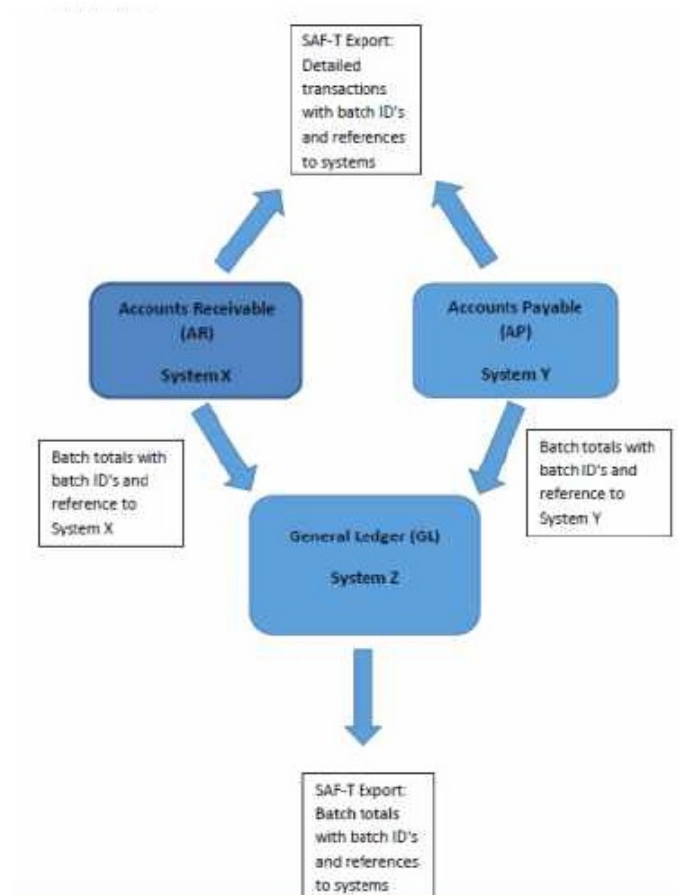 SAF-T Export:
Detailed
transactions
with batch ID's
and references
to systems
Accounts Receivable
(AR)
System X
Accounts Payable
(AP)
System Y
Batch totals with
batch ID's and
reference to
System X
Batch totals with
batch ID's and
reference to
System Y
General Ledger (GL)
System Z
SAF-T Export:
Batch totals
with batch ID's
and references
to systems